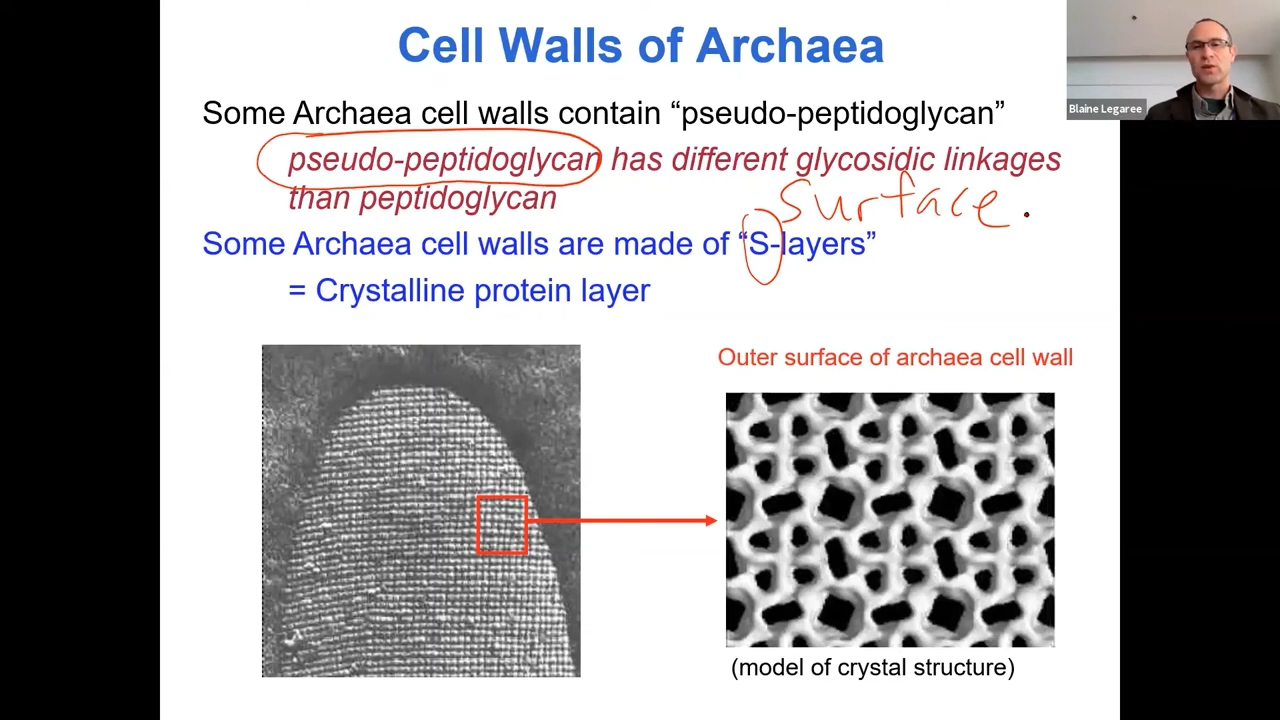 Cell Walls of Archaea
Blaine Legaree
Some Archaea cell walls contain “pseudo-peptidoglycan”
pseudo-peptidoglycan has different glycosidic linkages
than peptidoglycan
surface
Some Archaea cell walls are made of “S-layers”
= Crystalline protein layer
Outer surface of archaea cell wall
(model of crystal structure)